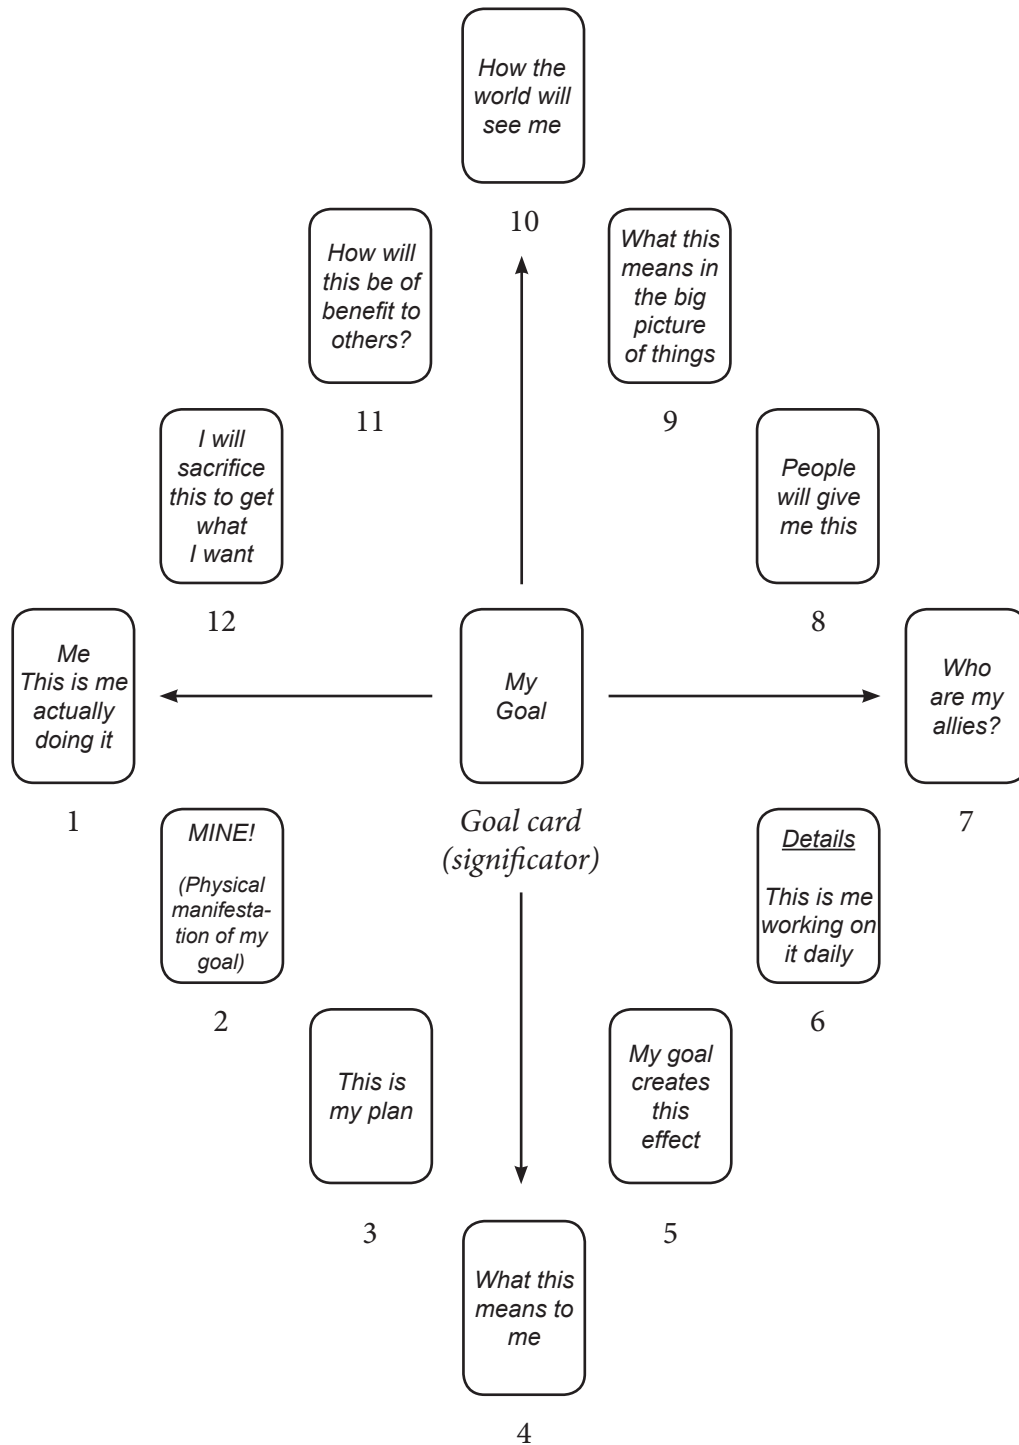 How the
world will
see me
10
How will
this be of
benefit to
others?
11
What this
means in
the big
picture
of things
9
I will
sacrifice
this to get
what
I want
12
People
will give
me this
8
Me
This is me
actually
doing it
1
My
Goal
Goal card
(significator)
Who
are my
allies?
7
MINE!
(Physical
manifesta-
tion of my
goal)
2
Details
This is me
working on
it daily
6
This is
my plan
3
My goal
creates
this
effect
5
What this
means to
me
4